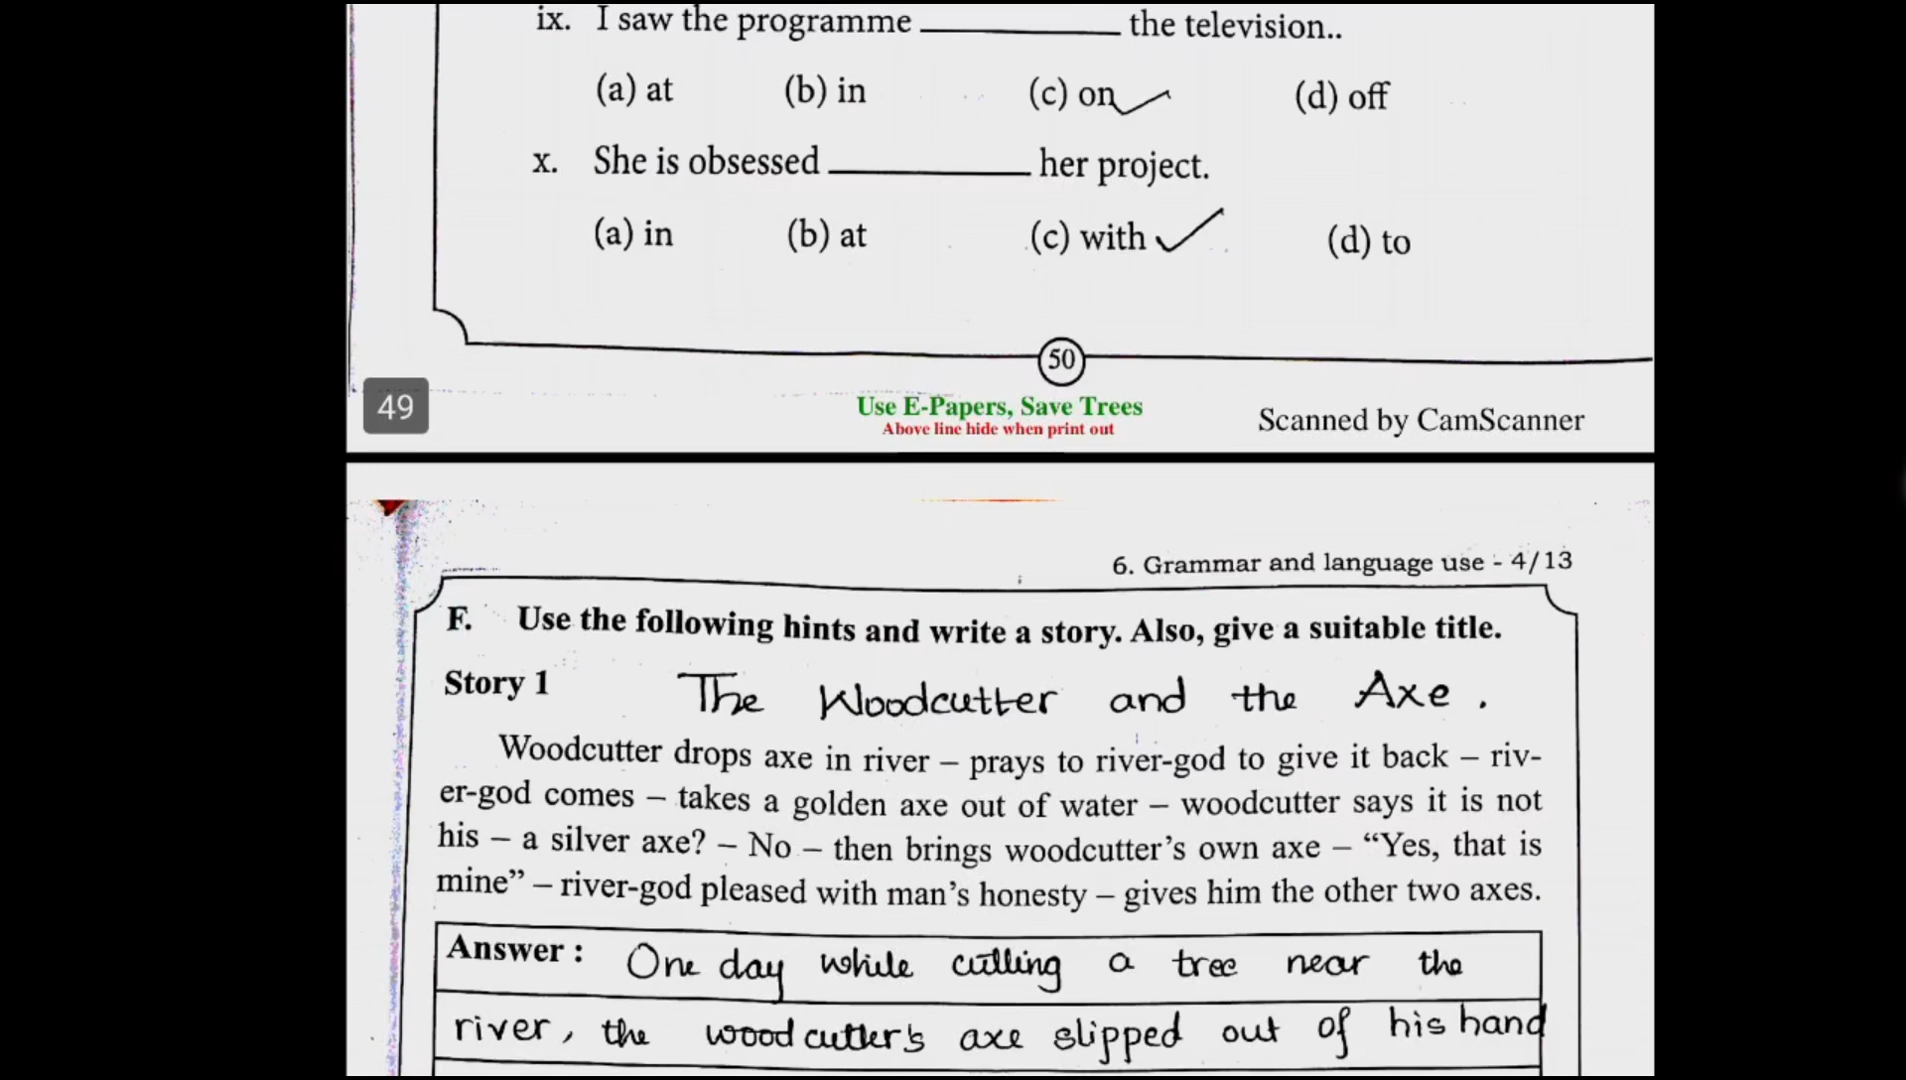 ix. I saw the programme __________ the television..
(a) at (b) in (c) on (d) off
x. She is obsessed __________ her project.
(a) in (b) at (c) with (d) to
50
49
Use E-Papers, Save Trees
Above line hide when print out
Scanned by CamScanner
6. Grammar and language use - 4/13
F. Use the following hints and write a story. Also, give a suitable title.
Story 1 The Woodcutter and the Axe.
Woodcutter drops axe in river – prays to river-god to give it back – riv-
er-god comes – takes a golden axe out of water – woodcutter says it is not
his – a silver axe? – No – then brings woodcutter's own axe – “Yes, that is
mine” – river-god pleased with man's honesty – gives him the other two axes.
Answer : One day while cutting a tree near the
river, the woodcutter's axe slipped out of his hand